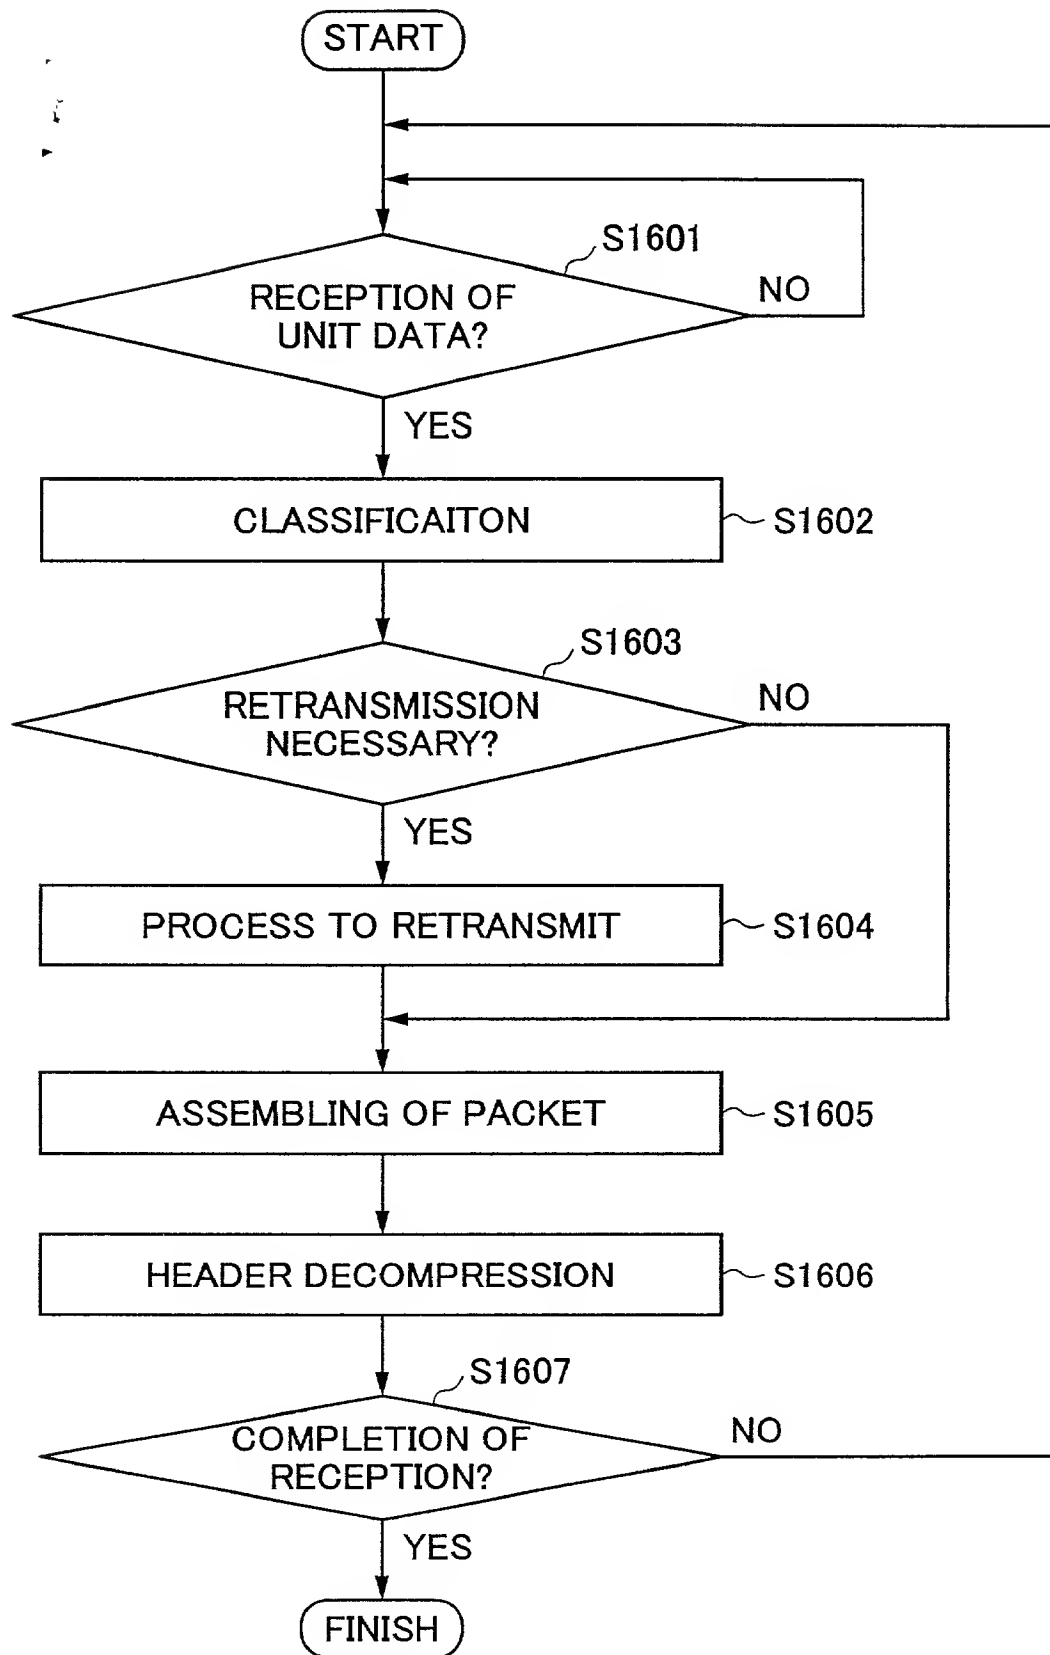 START
S1601
RECEPTION OF
UNIT DATA?
NO
YES
CLASSIFICAITON
S1602
S1603
RETRANSMISSION
NECESSARY?
NO
YES
PROCESS TO RETRANSMIT
S1604
ASSEMBLING OF PACKET
S1605
HEADER DECOMPRESSION
S1606
S1607
COMPLETION OF
RECEPTION?
NO
YES
FINISH